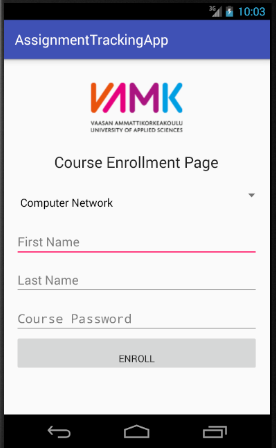 3G 10:03
AssignmentTrackingApp
VAMK
VAASAN AMMATTIKORKEAKOULU
UNIVERSITY OF APPLIED SCIENCES
Course Enrollment Page
Computer Network
First Name
Last Name
Course Password
ENROLL